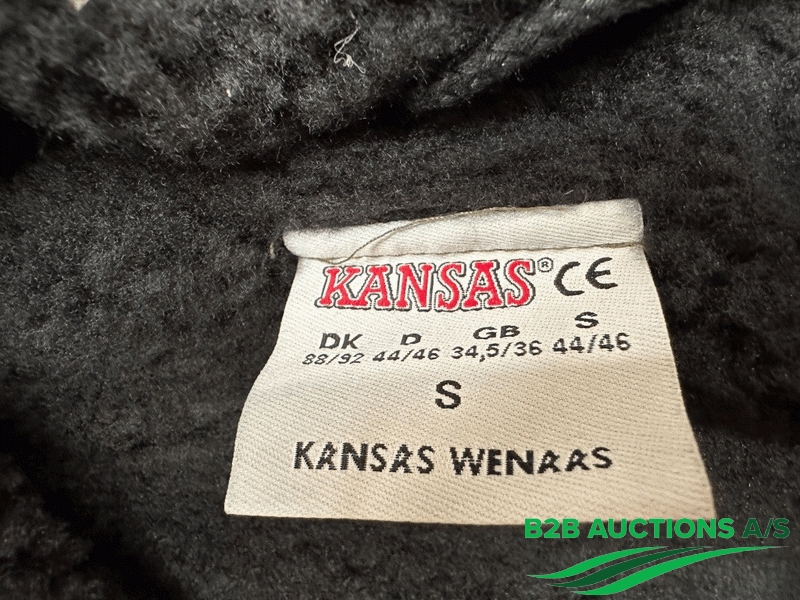 KANSAS® CE
DK D GB S
88/92 44/46 34,5/36 44/46
S
KANSAS WENAAS
B2B AUCTIONS A/S